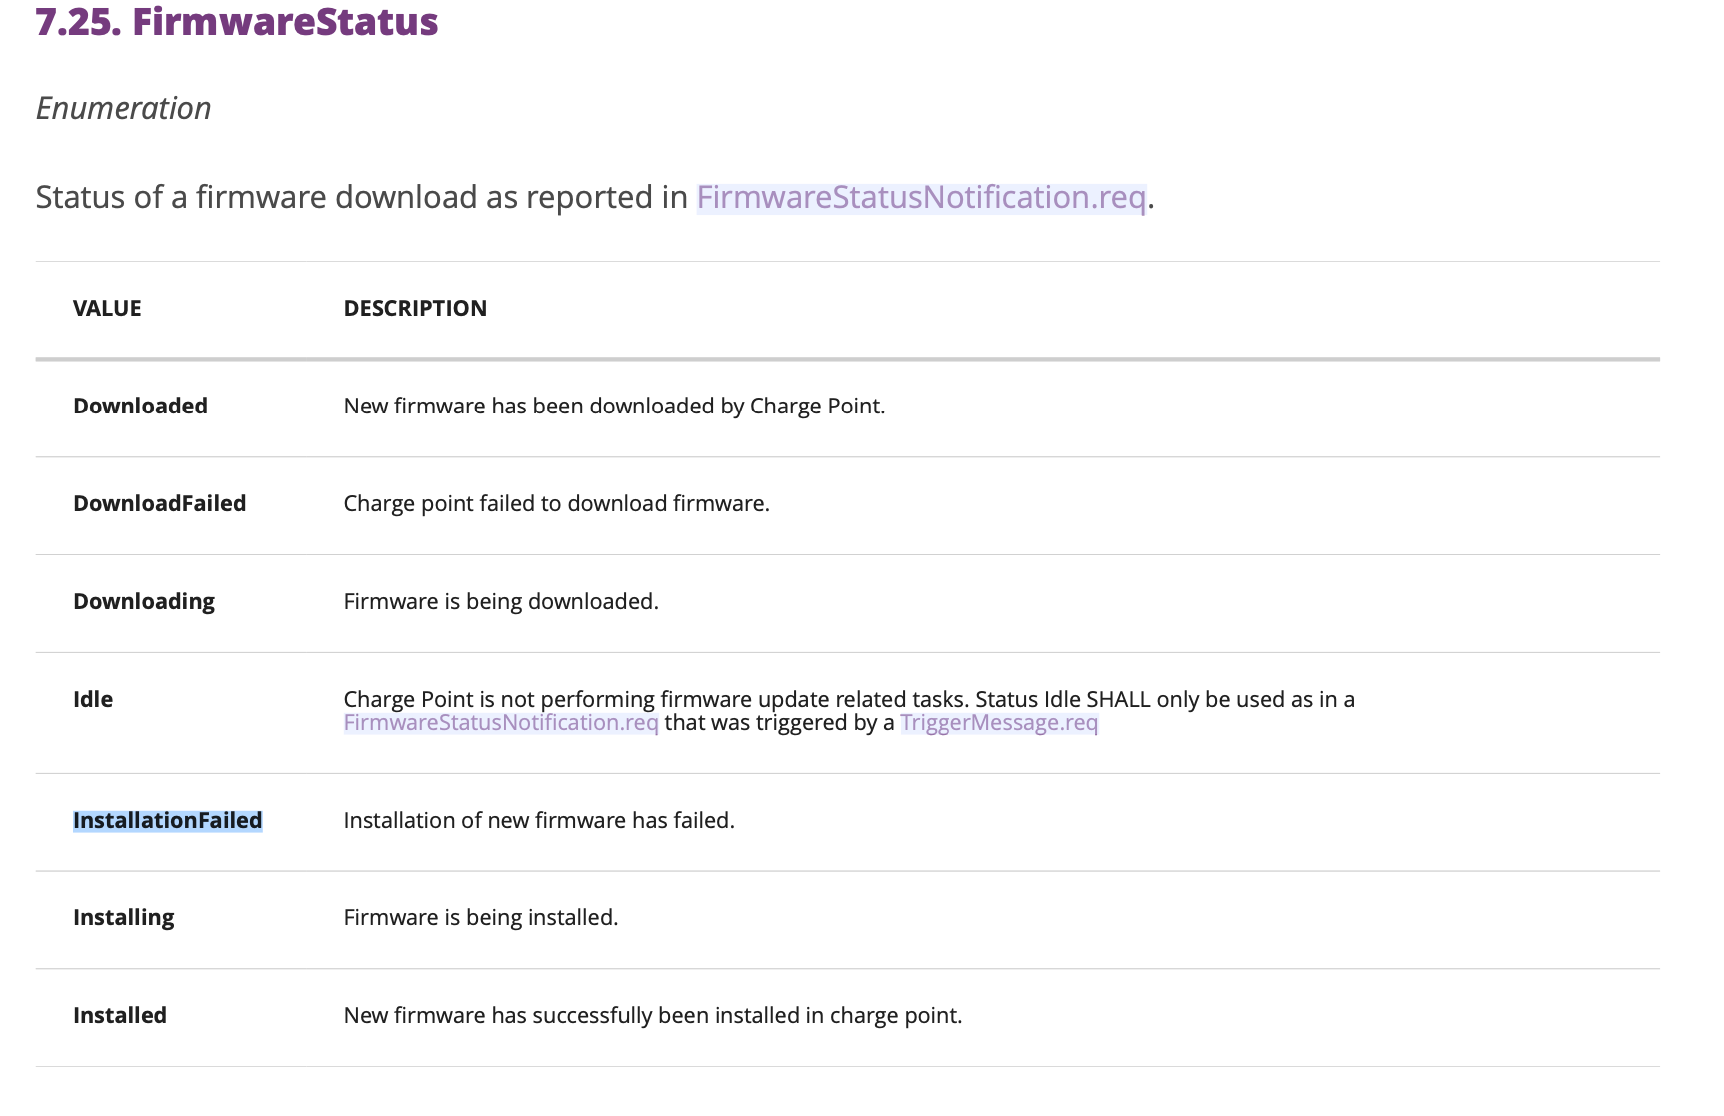 7.25. FirmwareStatus
Enumeration
Status of a firmware download as reported in FirmwareStatusNotification.req.
VALUE DESCRIPTION
Downloaded New firmware has been downloaded by Charge Point.
DownloadFailed Charge point failed to download firmware.
Downloading Firmware is being downloaded.
Idle Charge Point is not performing firmware update related tasks. Status Idle SHALL only be used as in a
FirmwareStatusNotification.req that was triggered by a TriggerMessage.req
InstallationFailed Installation of new firmware has failed.
Installing Firmware is being installed.
Installed New firmware has successfully been installed in charge point.